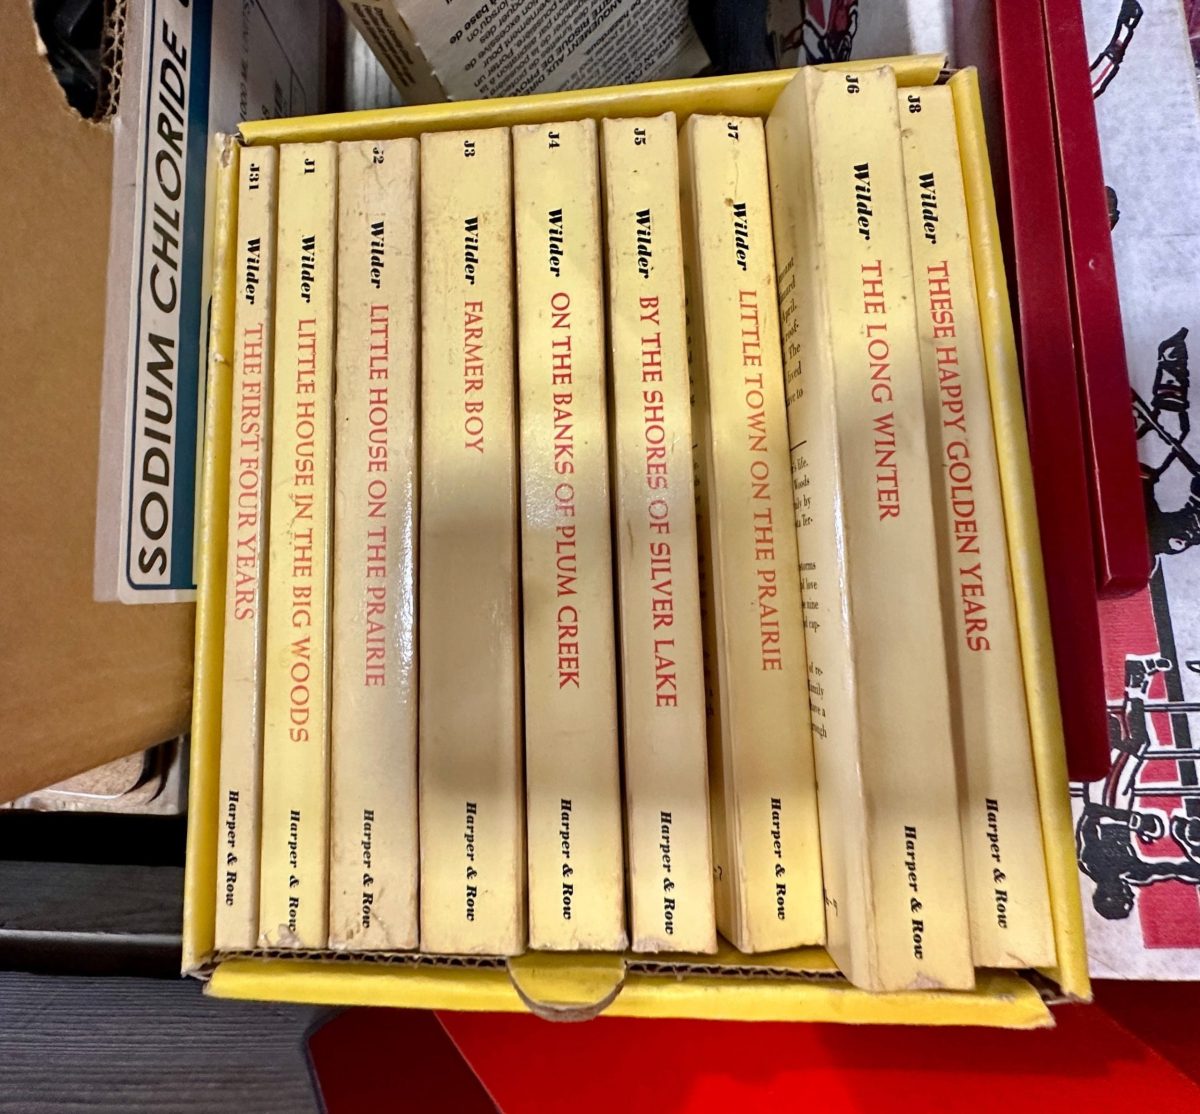 SODIUM CHLORIDE
J31 Wilder THE FIRST FOUR YEARS Harper & Row
J1 Wilder LITTLE HOUSE IN THE BIG WOODS Harper & Row
J2 Wilder LITTLE HOUSE ON THE PRAIRIE Harper & Row
J3 Wilder FARMER BOY Harper & Row
J4 Wilder ON THE BANKS OF PLUM CREEK Harper & Row
J5 Wilder BY THE SHORES OF SILVER LAKE Harper & Row
J7 Wilder LITTLE TOWN ON THE PRAIRIE Harper & Row
J6 Wilder THE LONG WINTER Harper & Row
J8 Wilder THESE HAPPY GOLDEN YEARS Harper & Row